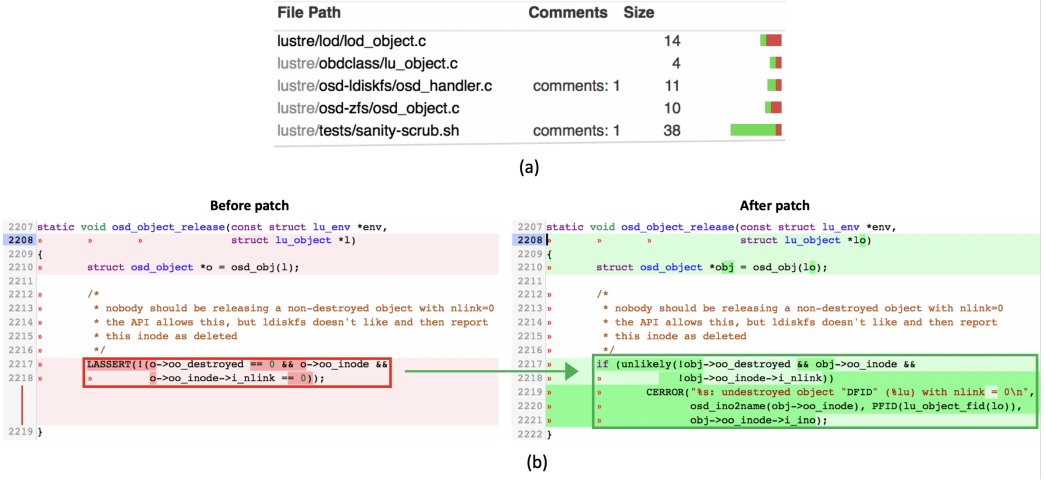 File Path Comments Size
lustre/lod/lod_object.c 14
lustre/obdclass/lu_object.c 4
lustre/osd-ldiskfs/osd_handler.c comments: 1 11
lustre/osd-zfs/osd_object.c 10
lustre/tests/sanity-scrub.sh comments: 1 38
(a)
Before patch
2207 static void osd_object_release(const struct lu_env *env,
2208 » » » struct lu_object *l)
2209 {
2210 » struct osd_object *o = osd_obj(l);
2211
2212 » /*
2213 » * nobody should be releasing a non-destroyed object with nlink=0
2214 » * the API allows this, but ldiskfs doesn't like and then report
2215 » * this inode as deleted
2216 » */
2217 » LASSERT(!(o->oo_destroyed == 0 && o->oo_inode &&
2218 » » o->oo_inode->i_nlink == 0));
2219 }
After patch
2207 static void osd_object_release(const struct lu_env *env,
2208 » » » struct lu_object *lo)
2209 {
2210 » struct osd_object *obj = osd_obj(lo);
2211
2212 » /*
2213 » * nobody should be releasing a non-destroyed object with nlink=0
2214 » * the API allows this, but ldiskfs doesn't like and then report
2215 » * this inode as deleted
2216 » */
2217 » if (unlikely(!obj->oo_destroyed && obj->oo_inode &&
2218 » » !obj->oo_inode->i_nlink))
2219 » » CERROR("%s: undestroyed object "DFID" (%lu) with nlink = 0\n",
2220 » » osd_ino2name(obj->oo_inode), PFID(lu_object_fid(lo)),
2221 » » obj->oo_inode->i_ino);
2222 }
(b)